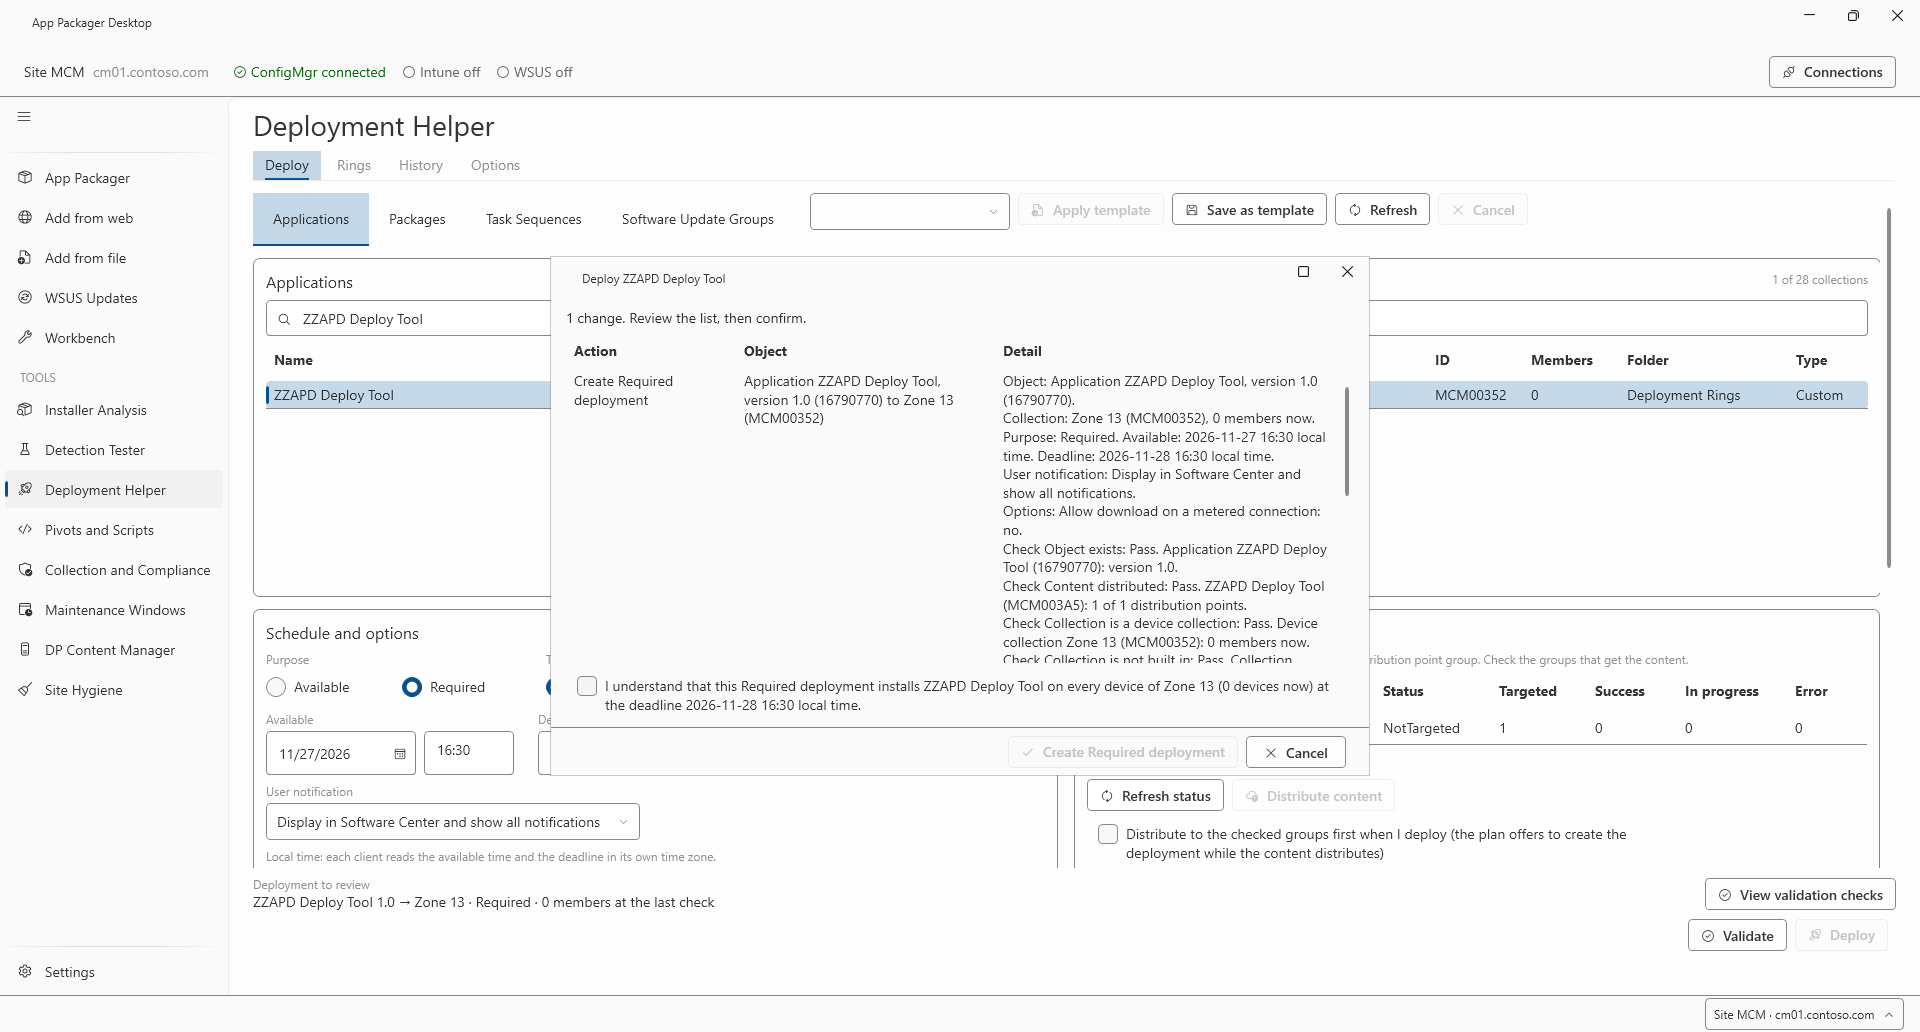 App Packager Desktop
Site MCM cm01.contoso.com ConfigMgr connected Intune off WSUS off Connections
Deployment Helper
Deploy Rings History Options
Applications Packages Task Sequences Software Update Groups Apply template Save as template Refresh Cancel
App Packager
Add from web
Add from file
WSUS Updates
Workbench
TOOLS
Installer Analysis
Detection Tester
Deployment Helper
Pivots and Scripts
Collection and Compliance
Maintenance Windows
DP Content Manager
Site Hygiene
Settings
Applications
ZZAPD Deploy Tool
Name
ZZAPD Deploy Tool
1 of 28 collections
ID Members Folder Type
MCM00352 0 Deployment Rings Custom
Deploy ZZAPD Deploy Tool
1 change. Review the list, then confirm.
Action Object Detail
Create Required
deployment
Application ZZAPD Deploy Tool,
version 1.0 (16790770) to Zone 13
(MCM00352)
Object: Application ZZAPD Deploy Tool, version 1.0
(16790770).
Collection: Zone 13 (MCM00352), 0 members now.
Purpose: Required. Available: 2026-11-27 16:30 local
time. Deadline: 2026-11-28 16:30 local time.
User notification: Display in Software Center and
show all notifications.
Options: Allow download on a metered connection:
no.
Check Object exists: Pass. Application ZZAPD Deploy
Tool (16790770): version 1.0.
Check Content distributed: Pass. ZZAPD Deploy Tool
(MCM003A5): 1 of 1 distribution points.
Check Collection is a device collection: Pass. Device
collection Zone 13 (MCM00352): 0 members now.
Check Collection is not built in: Pass. Collection
I understand that this Required deployment installs ZZAPD Deploy Tool on every device of Zone 13 (0 devices now) at
the deadline 2026-11-28 16:30 local time.
Create Required deployment Cancel
Schedule and options
Purpose
Available Required
Available De
11/27/2026 16:30
User notification
Display in Software Center and show all notifications
Local time: each client reads the available time and the deadline in its own time zone.
ribution point group. Check the groups that get the content.
Status Targeted Success In progress Error
NotTargeted 1 0 0 0
Refresh status Distribute content
Distribute to the checked groups first when I deploy (the plan offers to create the
deployment while the content distributes)
Deployment to review
ZZAPD Deploy Tool 1.0 → Zone 13 · Required · 0 members at the last check
View validation checks
Validate Deploy
Site MCM · cm01.contoso.com